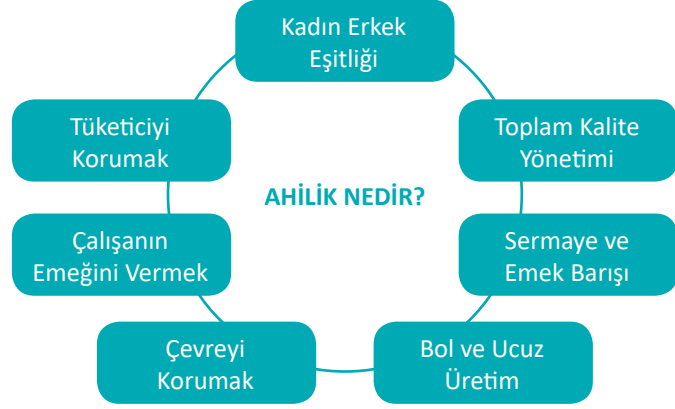 Kadın Erkek
Eşitliği
Tüketiciyi
Korumak
Toplam Kalite
Yönetimi
AHİLİK NEDİR?
Çalışanın
Emeğini Vermek
Sermaye ve
Emek Barışı
Çevreyi
Korumak
Bol ve Ucuz
Üretim